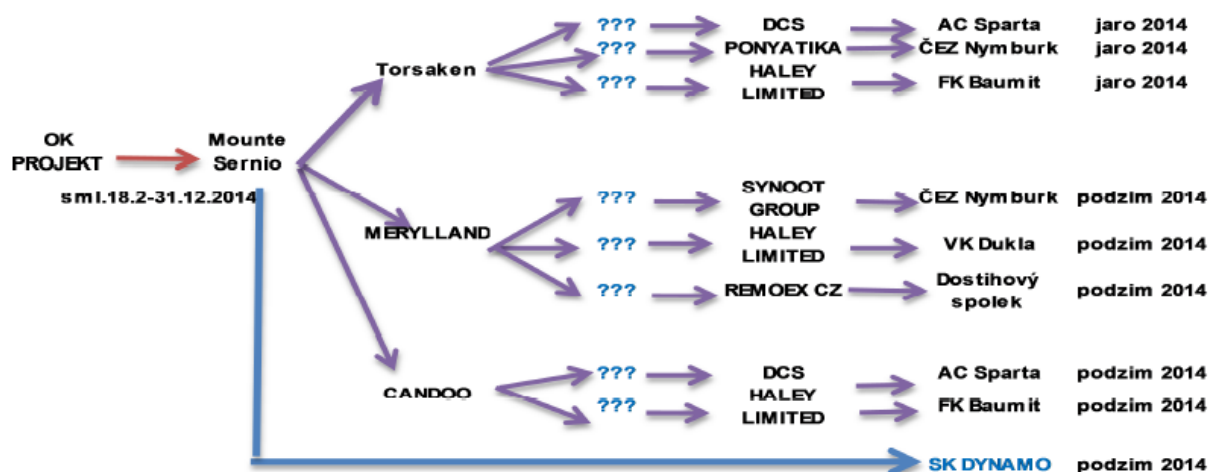 ??? DCS AC Sparta jaro 2014
??? PONYATIKA ČEZ Nymburk jaro 2014
Torsaken
??? HALEY LIMITED FK Baumit jaro 2014
OK PROJEKT
Mounte Sernio
sml.18.2-31.12.2014
??? SYNOOT GROUP ČEZ Nymburk podzim 2014
MERYLLAND
??? HALEY LIMITED VK Dukla podzim 2014
??? REMOEX CZ Dostihový spolek podzim 2014
??? DCS AC Sparta podzim 2014
CANDOO
??? HALEY LIMITED FK Baumit podzim 2014
SK DYNAMO podzim 2014